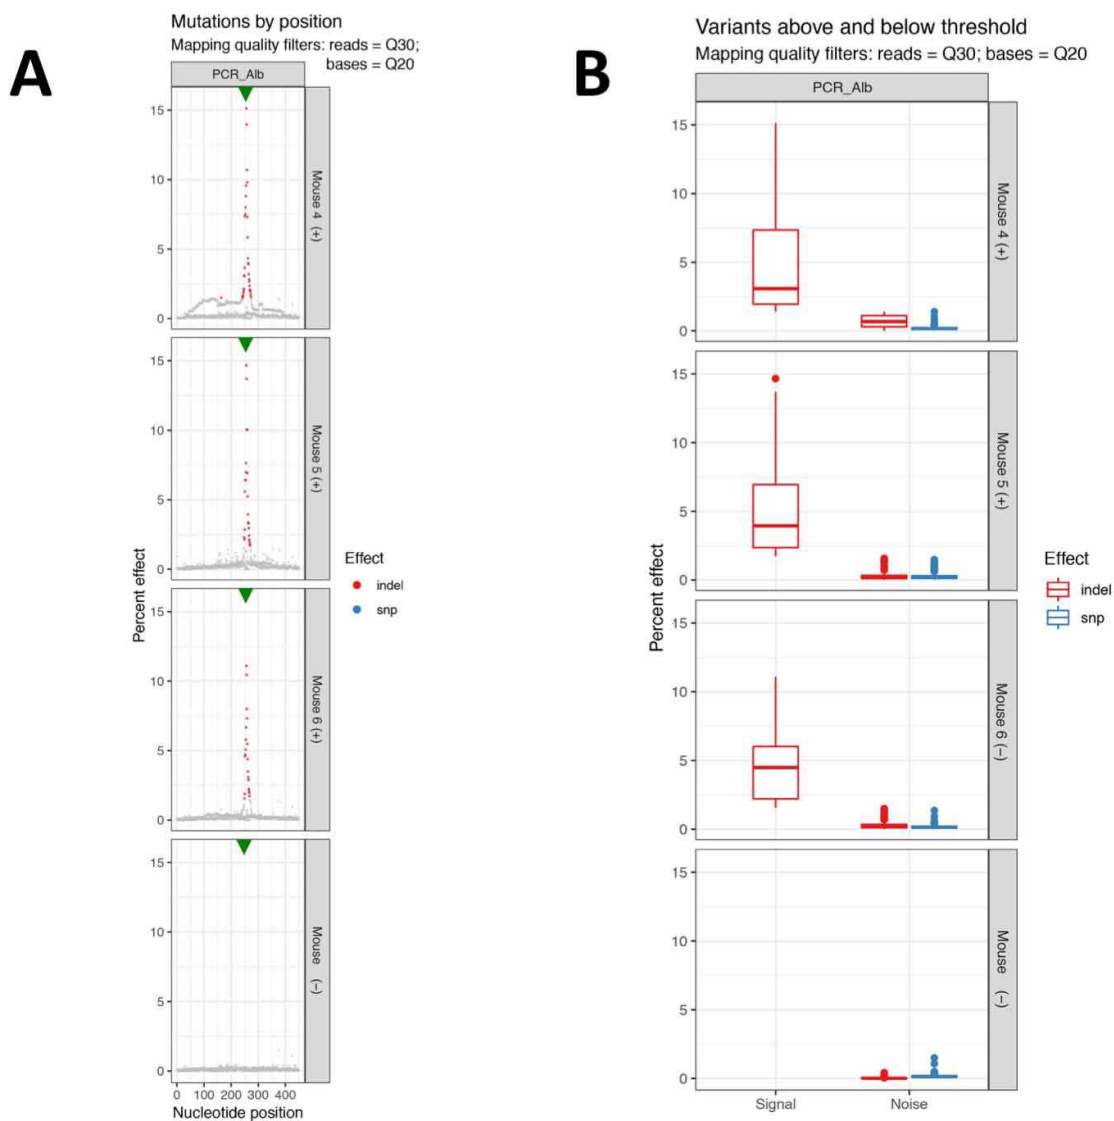 A
Mutations by position
Mapping quality filters: reads = Q30;
bases = Q20
PCR_Alb
15
10
5
0
Mouse 4 (+)
15
10
5
0
Mouse 5 (+)
15
10
5
0
Mouse 6 (+)
15
10
5
0
Mouse (−)
0 100 200 300 400
Nucleotide position
Percent effect
Effect
indel
snp
B
Variants above and below threshold
Mapping quality filters: reads = Q30; bases = Q20
PCR_Alb
15
10
5
0
Mouse 4 (+)
15
10
5
0
Mouse 5 (+)
15
10
5
0
Mouse 6 (−)
15
10
5
0
Mouse (−)
Signal Noise
Percent effect
Effect
indel
snp